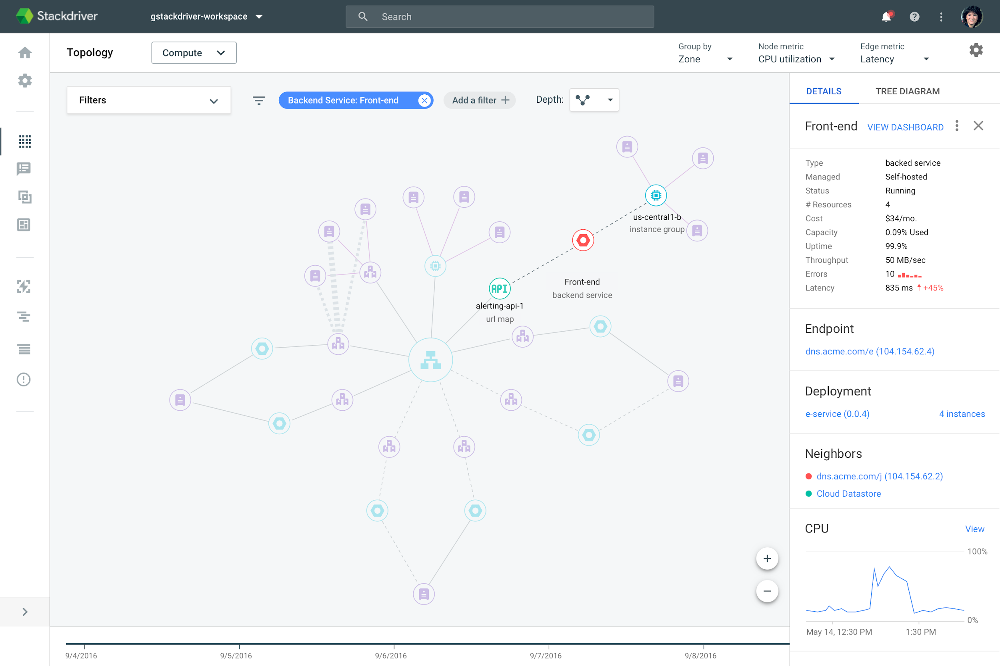 Stackdriver
gstackdriver-workspace
Search
Topology
Compute
Group by
Zone
Node metric
CPU utilization
Edge metric
Latency
Filters
Backend Service: Front-end
Add a filter
Depth:
us-central1-b
instance group
Front-end
backend service
API
alerting-api-1
url map
9/4/2016
9/5/2016
9/6/2016
9/7/2016
9/8/2016
DETAILS
TREE DIAGRAM
Front-end
VIEW DASHBOARD
Type backed service
Managed Self-hosted
Status Running
# Resources 4
Cost $34/mo.
Capacity 0.09% Used
Uptime 99.9%
Throughput 50 MB/sec
Errors 10
Latency 835 ms +45%
Endpoint
dns.acme.com/e (104.154.62.4)
Deployment
e-service (0.0.4) 4 instances
Neighbors
dns.acme.com/j (104.154.62.2)
Cloud Datastore
CPU View
100%
0%
May 14, 12:30 PM 1:30 PM